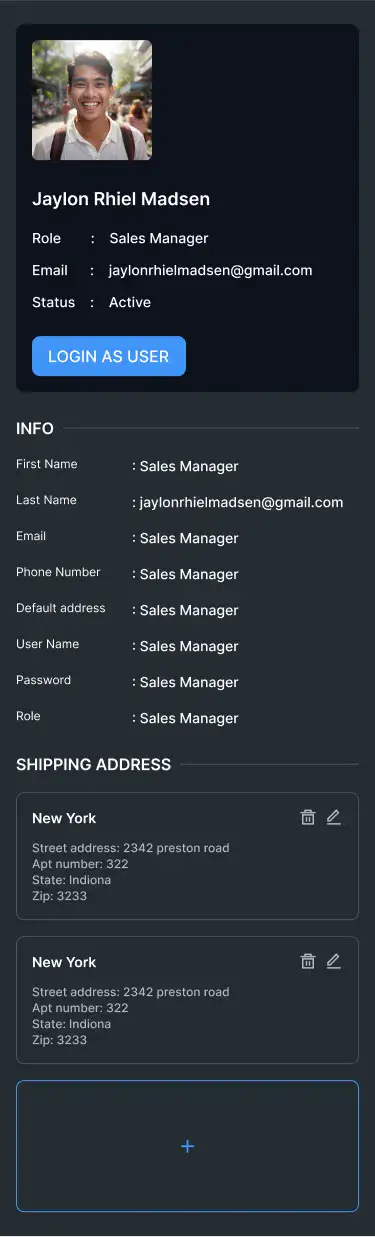 Jaylon Rhiel Madsen
Role : Sales Manager
Email : jaylonrhielmadsen@gmail.com
Status : Active
LOGIN AS USER
INFO
First Name : Sales Manager
Last Name : jaylonrhielmadsen@gmail.com
Email : Sales Manager
Phone Number : Sales Manager
Default address : Sales Manager
User Name : Sales Manager
Password : Sales Manager
Role : Sales Manager
SHIPPING ADDRESS
New York
Street address: 2342 preston road
Apt number: 322
State: Indiona
Zip: 3233
New York
Street address: 2342 preston road
Apt number: 322
State: Indiona
Zip: 3233
+